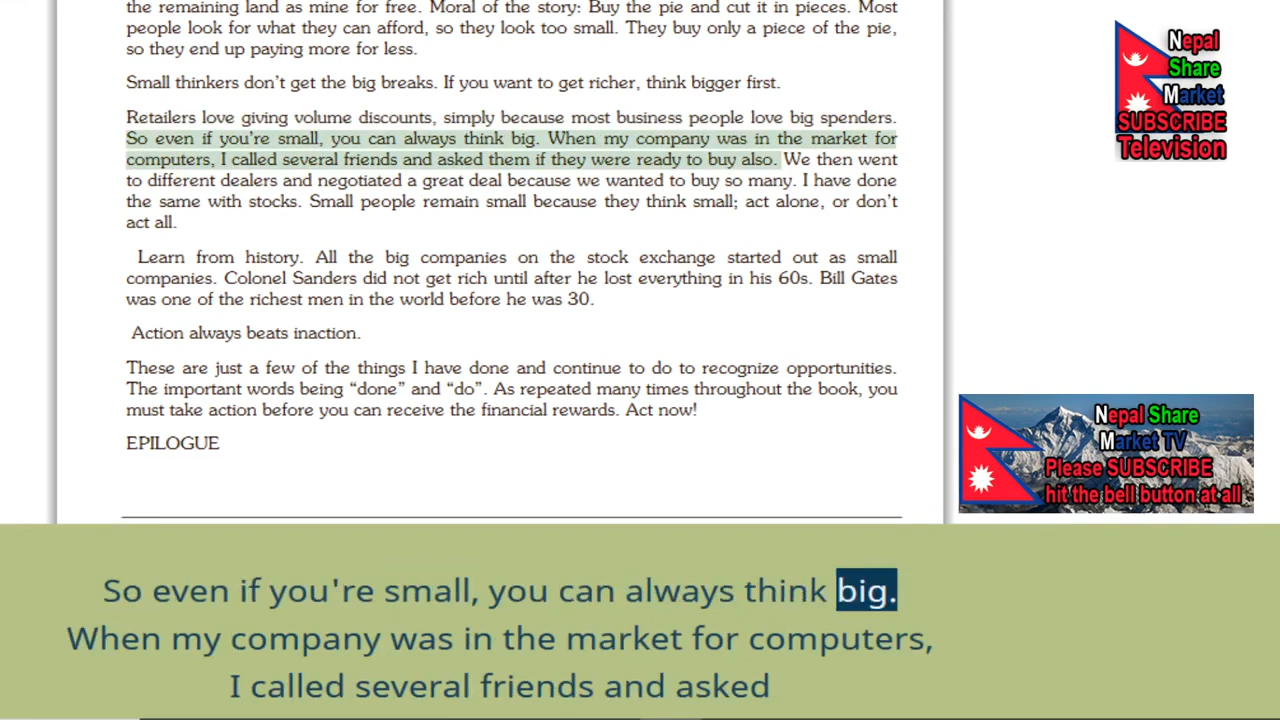 the remaining land as mine for free. Moral of the story: Buy the pie and cut it in pieces. Most
people look for what they can afford, so they look too small. They buy only a piece of the pie,
so they end up paying more for less.
Small thinkers don't get the big breaks. If you want to get richer, think bigger first.
Retailers love giving volume discounts, simply because most business people love big spenders.
So even if you're small, you can always think big. When my company was in the market for
computers, I called several friends and asked them if they were ready to buy also. We then went
to different dealers and negotiated a great deal because we wanted to buy so many. I have done
the same with stocks. Small people remain small because they think small; act alone, or don't
act all.
Learn from history. All the big companies on the stock exchange started out as small
companies. Colonel Sanders did not get rich until after he lost everything in his 60s. Bill Gates
was one of the richest men in the world before he was 30.
Action always beats inaction.
These are just a few of the things I have done and continue to do to recognize opportunities.
The important words being “done” and “do”. As repeated many times throughout the book, you
must take action before you can receive the financial rewards. Act now!
EPILOGUE
Nepal
Share
Market
SUBSCRIBE
Television
Nepal Share
Market TV
Please SUBSCRIBE
hit the bell button at all
So even if you're small, you can always think big.
When my company was in the market for computers,
I called several friends and asked